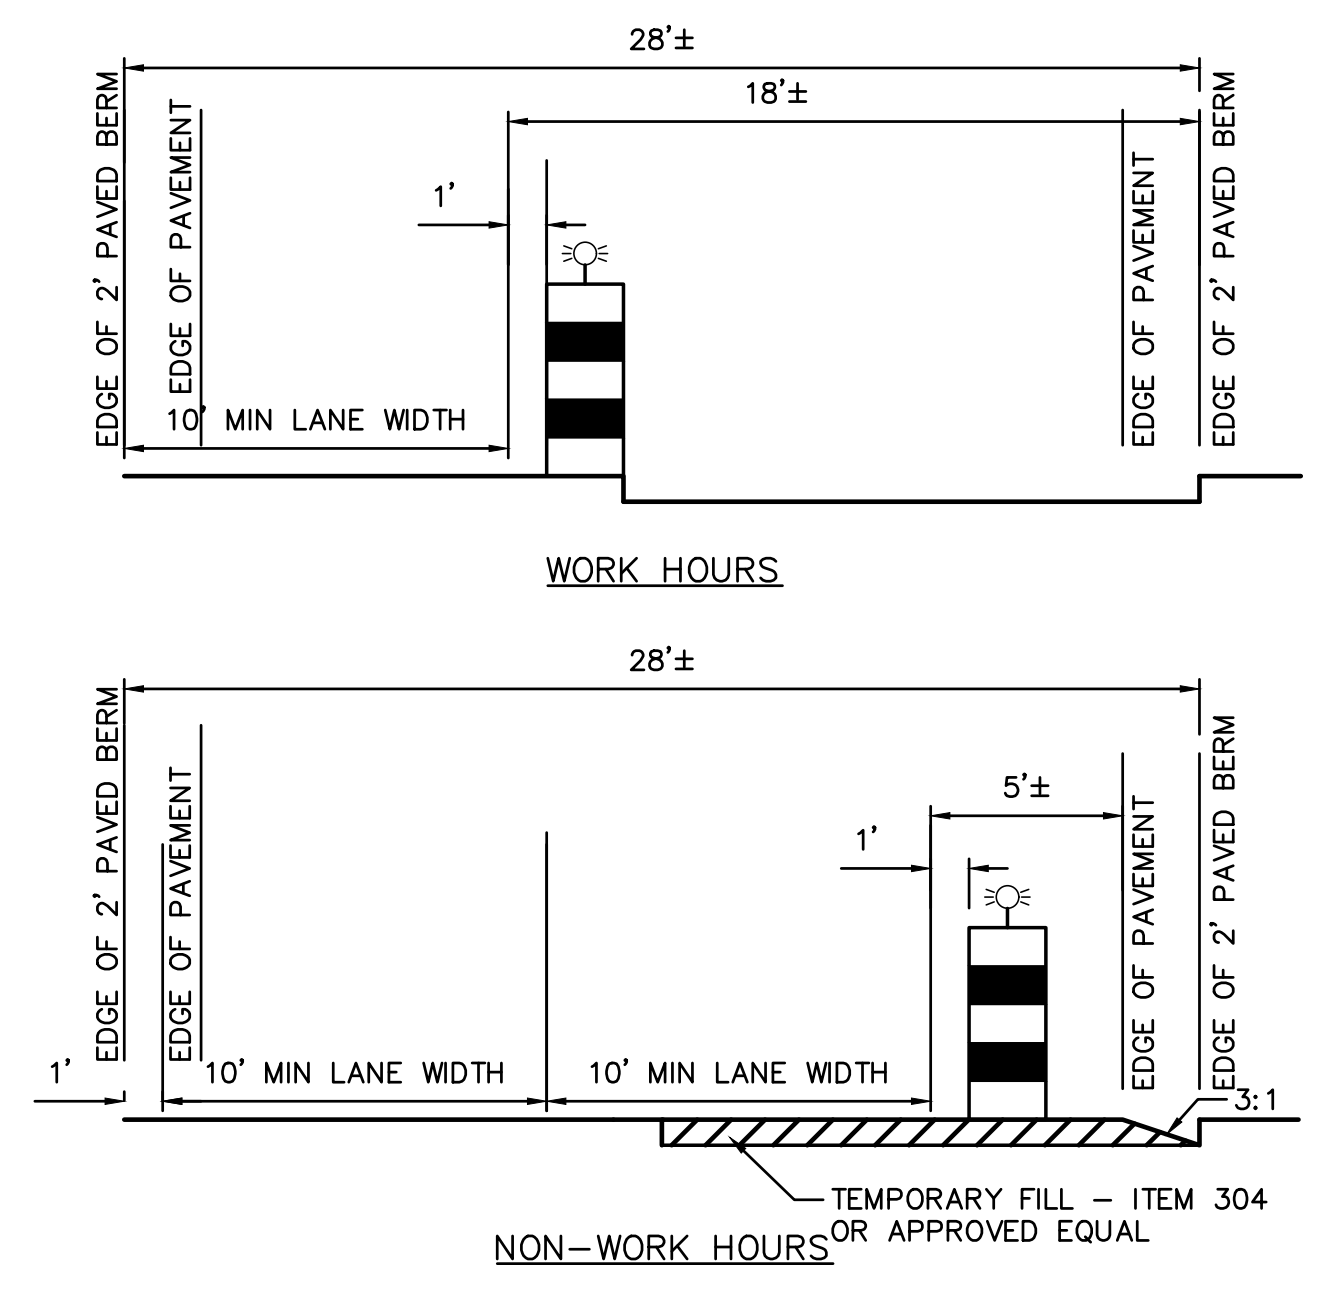 28'±
18'±
EDGE OF 2' PAVED BERM
EDGE OF PAVEMENT
1'
EDGE OF PAVEMENT
EDGE OF 2' PAVED BERM
10' MIN LANE WIDTH
WORK HOURS
28'±
EDGE OF 2' PAVED BERM
EDGE OF PAVEMENT
5'±
1'
EDGE OF PAVEMENT
EDGE OF 2' PAVED BERM
1'
10' MIN LANE WIDTH
10' MIN LANE WIDTH
3:1
TEMPORARY FILL – ITEM 304
OR APPROVED EQUAL
NON–WORK HOURS